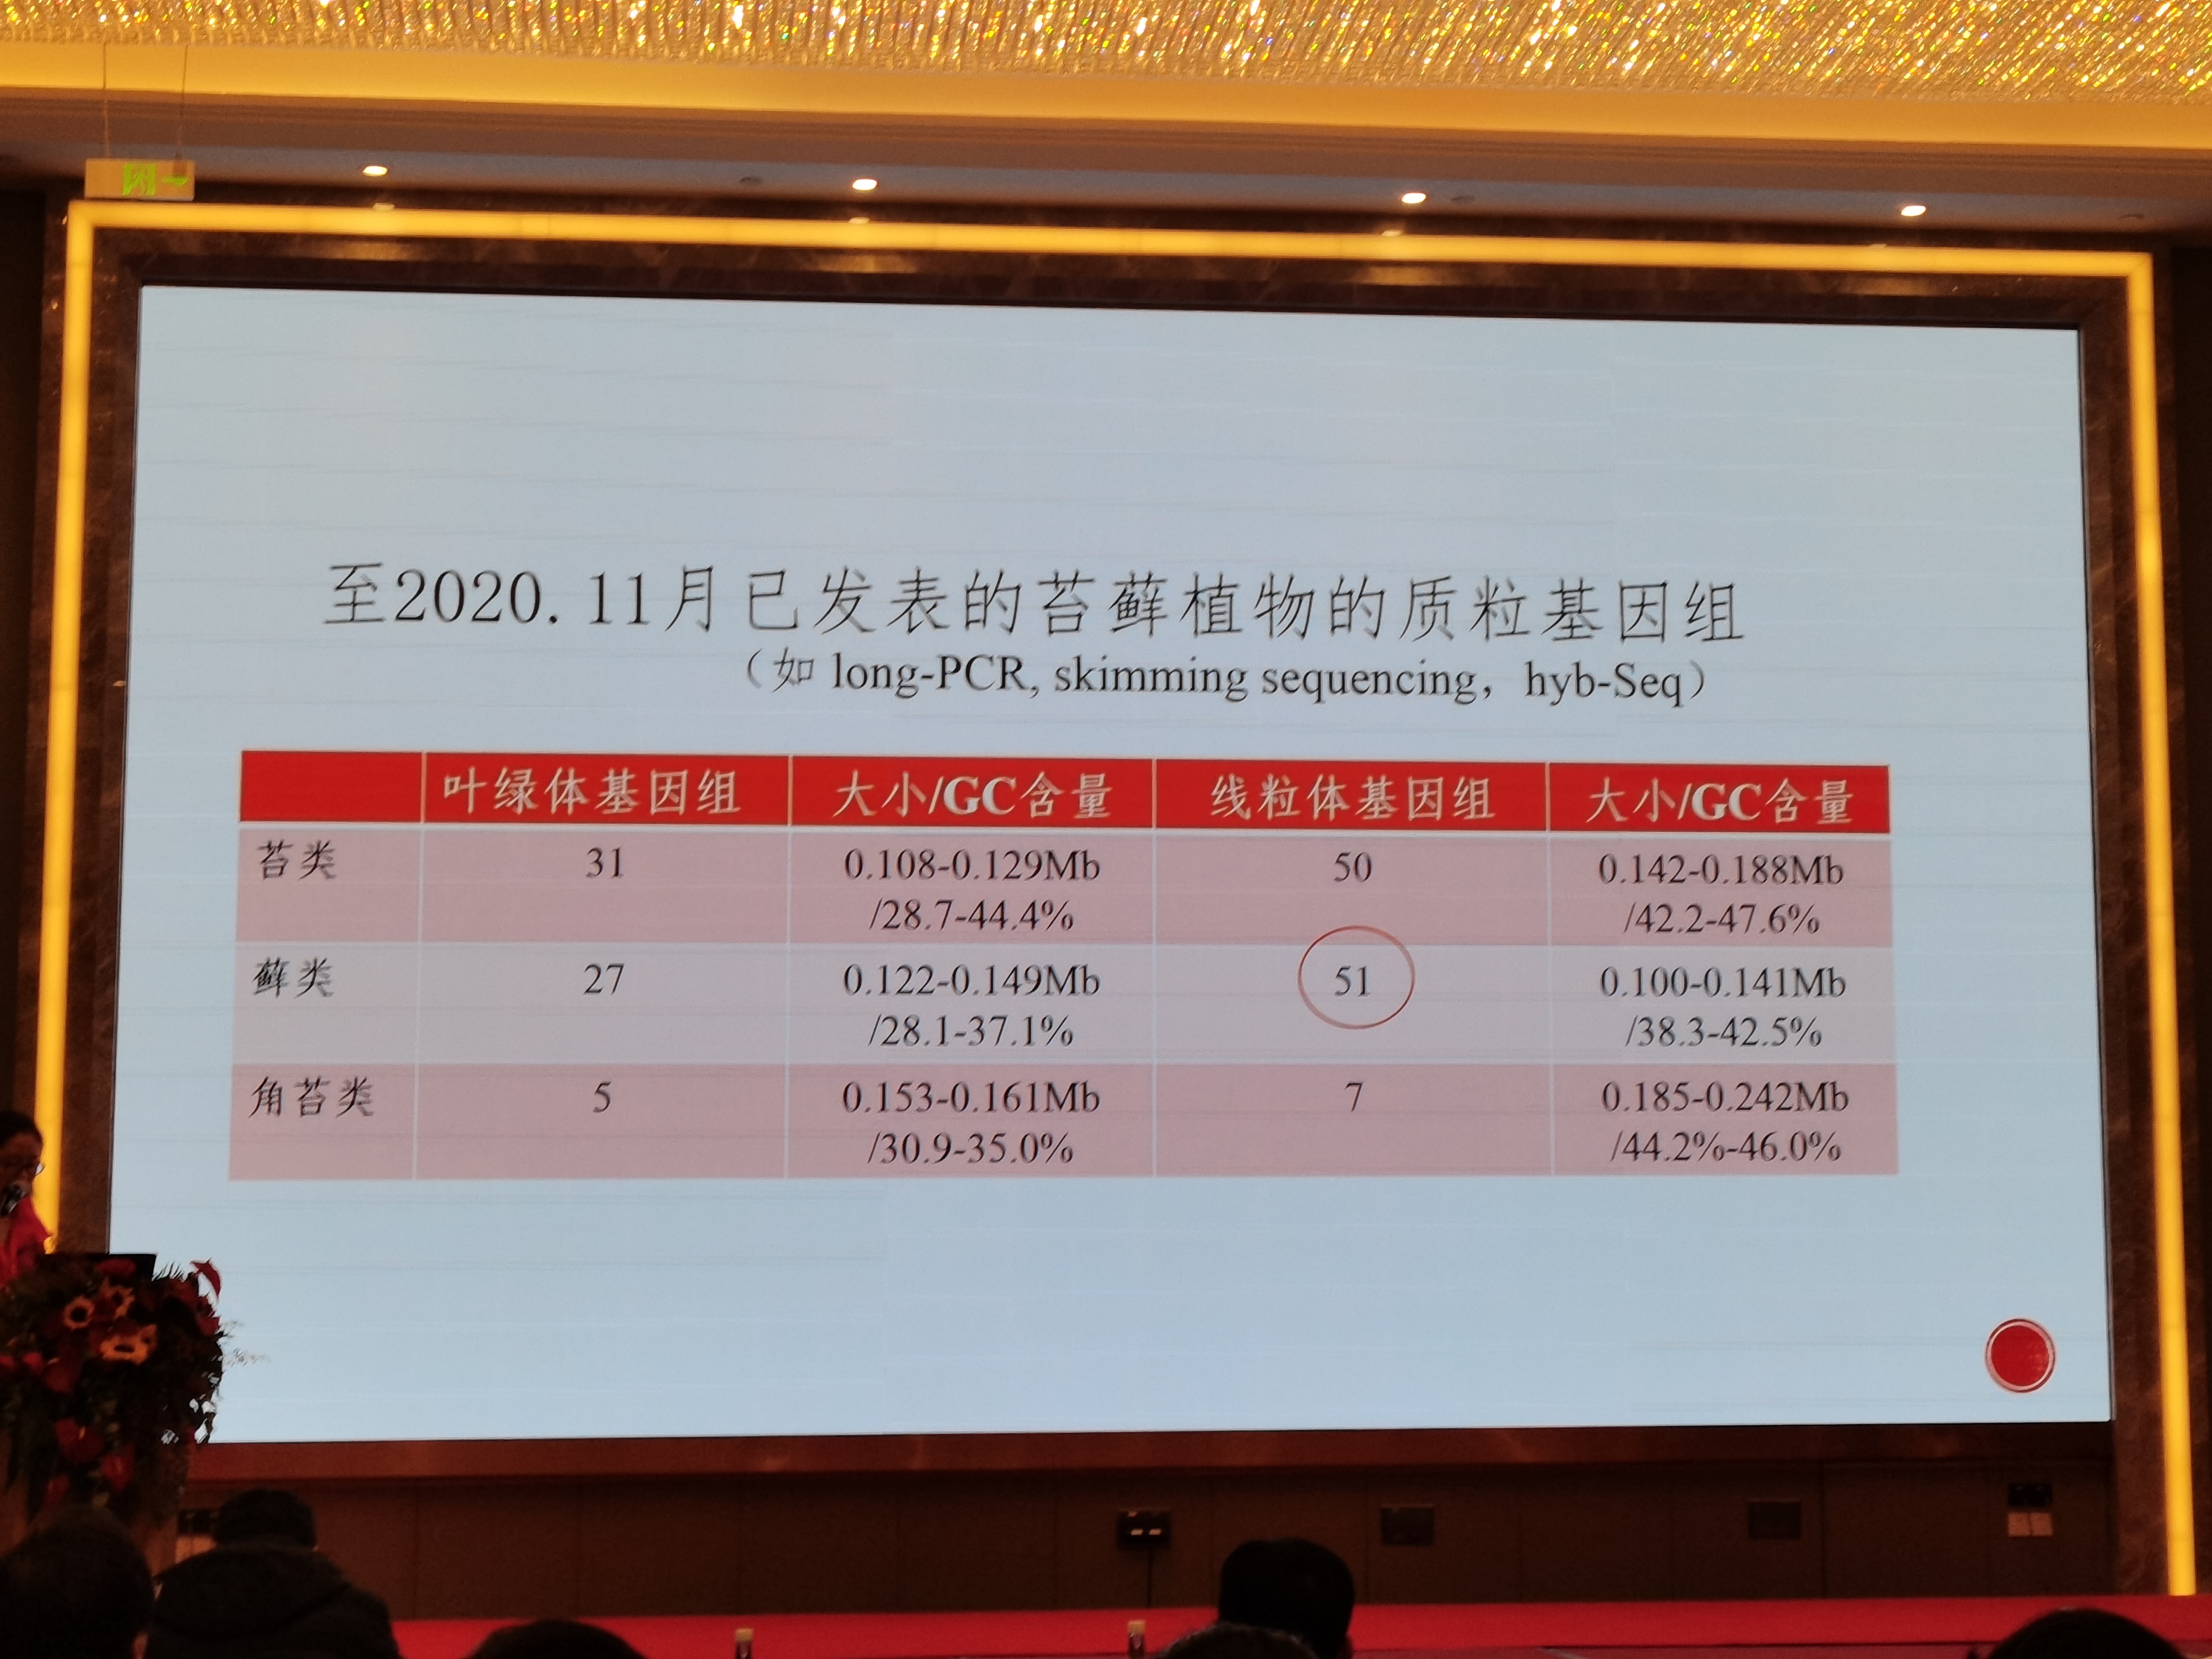 至2020.11月已发表的苔藓植物的质粒基因组
（如 long-PCR, skimming sequencing，hyb-Seq）
叶绿体基因组 大小/GC含量 线粒体基因组 大小/GC含量
苔类 31 0.108-0.129Mb 50 0.142-0.188Mb
/28.7-44.4% /42.2-47.6%
藓类 27 0.122-0.149Mb 51 0.100-0.141Mb
/28.1-37.1% /38.3-42.5%
角苔类 5 0.153-0.161Mb 7 0.185-0.242Mb
/30.9-35.0% /44.2%-46.0%